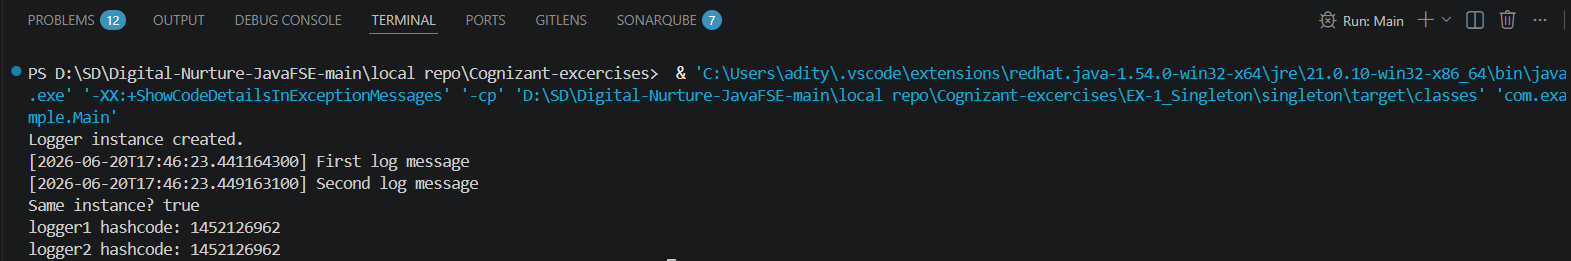 PROBLEMS 12 OUTPUT DEBUG CONSOLE TERMINAL PORTS GITLENS SONARQUBE 7 Run: Main
PS D:\SD\Digital-Nurture-JavaFSE-main\local repo\Cognizant-excercises>  & 'C:\Users\adity\.vscode\extensions\redhat.java-1.54.0-win32-x64\jre\21.0.10-win32-x86_64\bin\java
.exe' '-XX:+ShowCodeDetailsInExceptionMessages' '-cp' 'D:\SD\Digital-Nurture-JavaFSE-main\local repo\Cognizant-excercises\EX-1_Singleton\singleton\target\classes' 'com.exa
mple.Main'
Logger instance created.
[2026-06-20T17:46:23.441164300] First log message
[2026-06-20T17:46:23.449163100] Second log message
Same instance? true
logger1 hashcode: 1452126962
logger2 hashcode: 1452126962